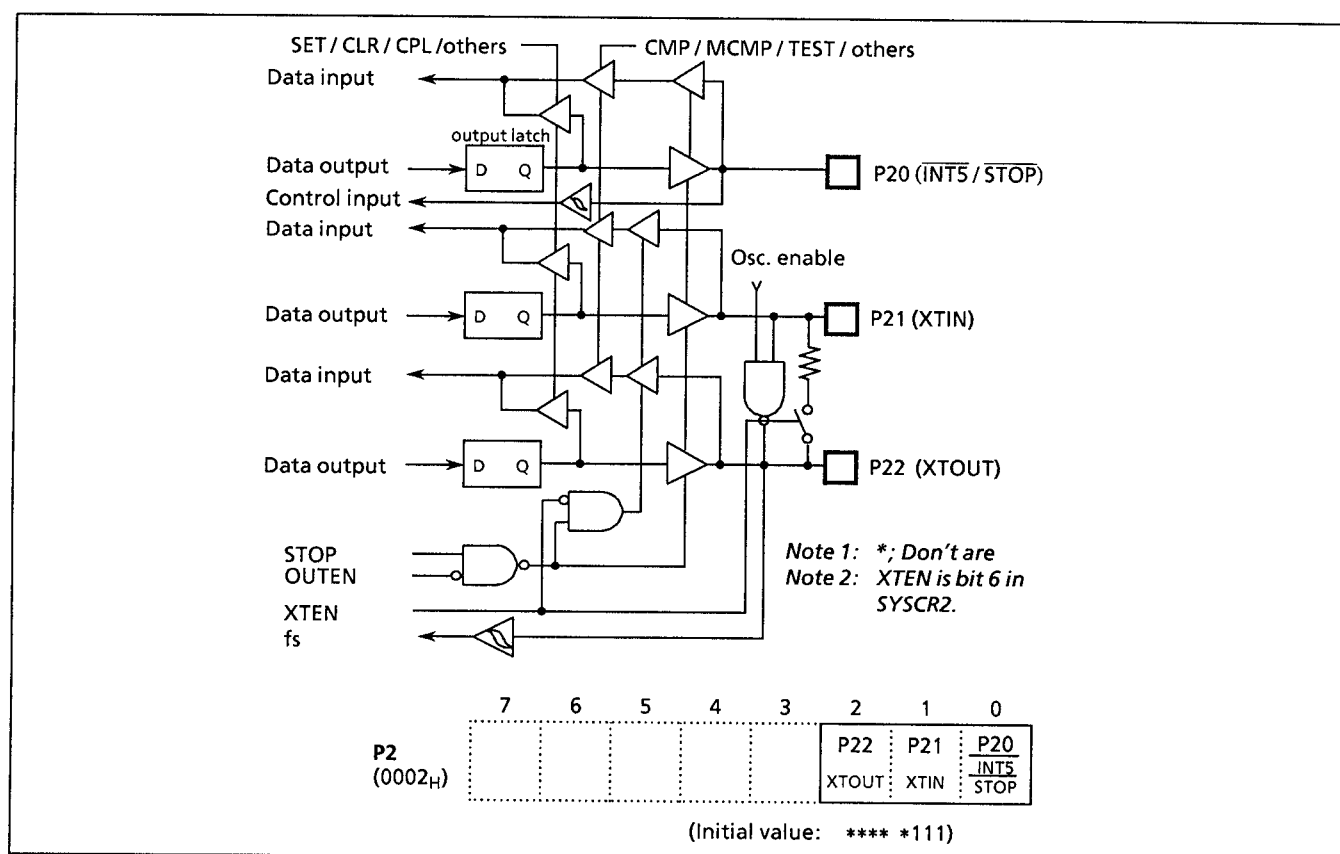 SET / CLR / CPL /others
CMP / MCMP / TEST / others
Data input
output latch
Data output
D Q
P20 (INT5 / STOP)
Control input
Data input
Osc. enable
Data output
D Q
P21 (XTIN)
Data input
Data output
D Q
P22 (XTOUT)
STOP
OUTEN
XTEN
fs
Note 1: *; Don't are
Note 2: XTEN is bit 6 in
SYSCR2.
7 6 5 4 3 2 1 0
P2
(0002H)
P22 P21 P20
INT5
XTOUT XTIN STOP
(Initial value: **** *111)